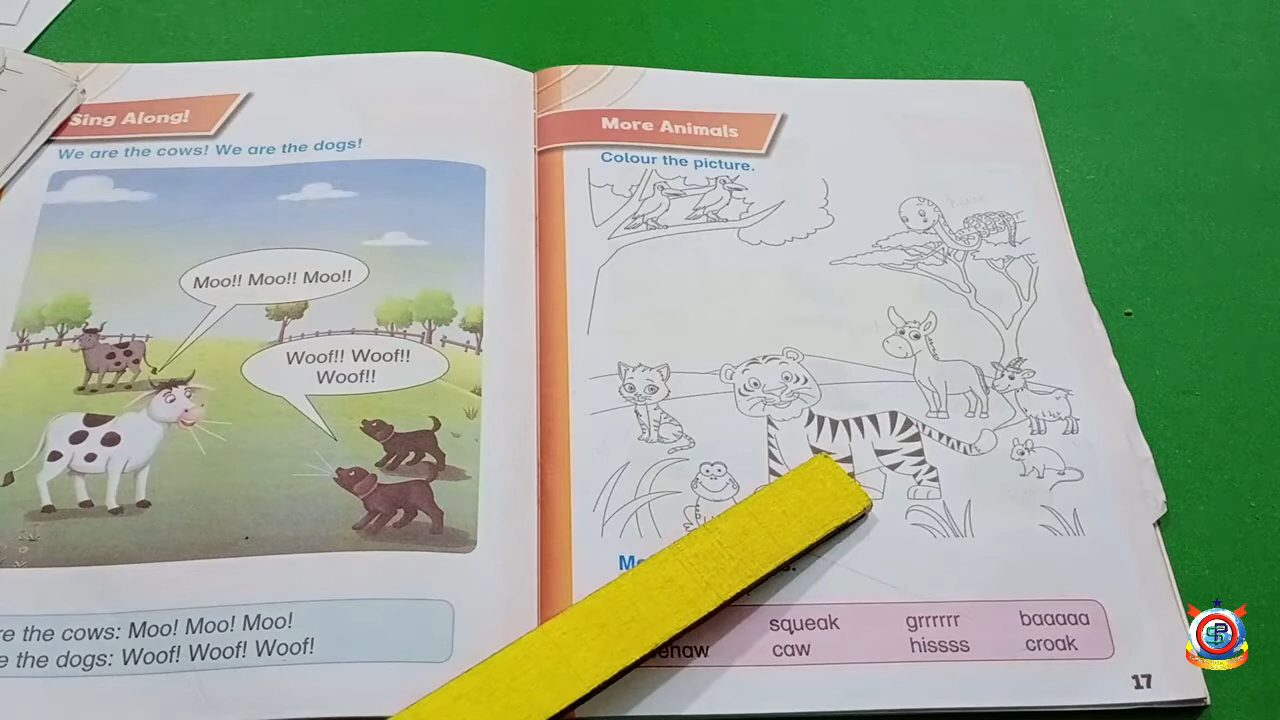 Sing Along!
We are the cows! We are the dogs!
Moo!! Moo!! Moo!!
Woof!! Woof!!
Woof!!
the cows: Moo! Moo! Moo!
the dogs: Woof! Woof! Woof!
More Animals
Colour the picture.
squeak grrrrrr baaaaa
caw hissss croak
17